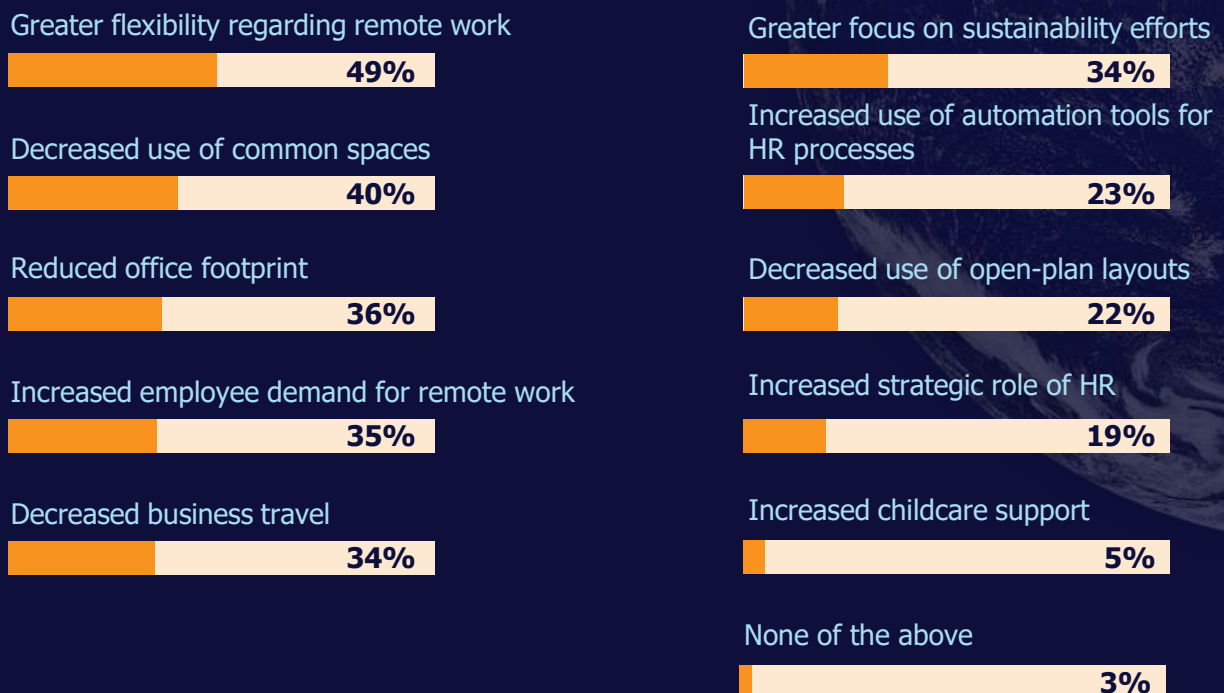 Greater flexibility regarding remote work
49%
Decreased use of common spaces
40%
Reduced office footprint
36%
Increased employee demand for remote work
35%
Decreased business travel
34%
Greater focus on sustainability efforts
34%
Increased use of automation tools for
HR processes
23%
Decreased use of open-plan layouts
22%
Increased strategic role of HR
19%
Increased childcare support
5%
None of the above
3%